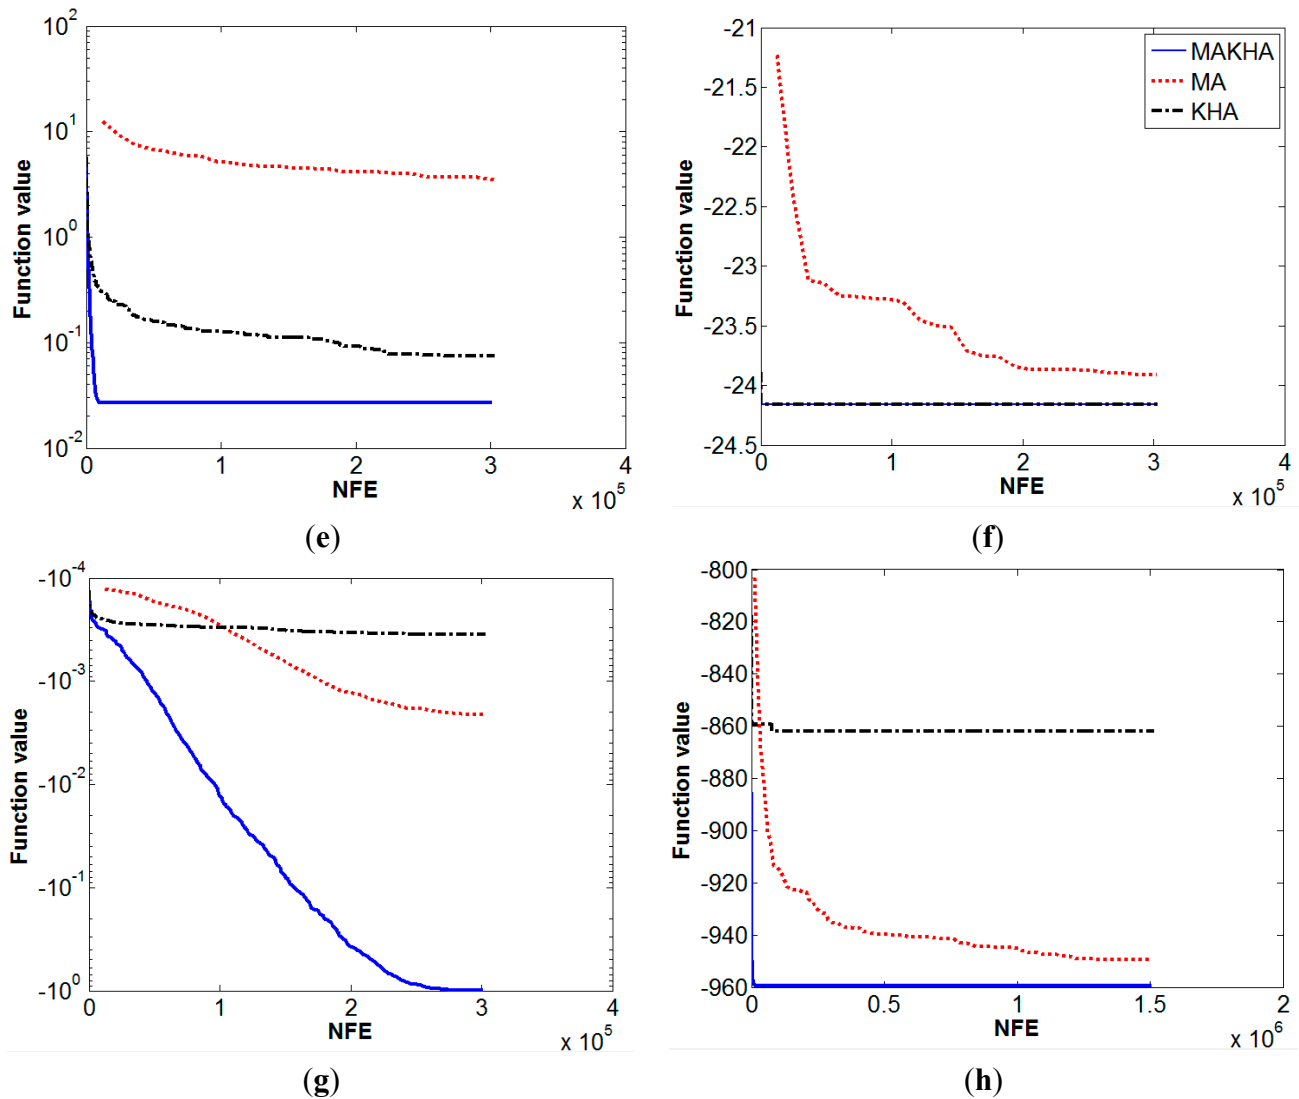 10^2
10^1
10^0
10^-1
10^-2
Function value
0
1
2
3
4
NFE
x 10^5
(e)
-21
-21.5
-22
-22.5
-23
-23.5
-24
-24.5
Function value
MAKHA
MA
KHA
0
1
2
3
4
NFE
x 10^5
(f)
-10^-4
-10^-3
-10^-2
-10^-1
-10^0
Function value
0
1
2
3
4
NFE
x 10^5
(g)
-800
-820
-840
-860
-880
-900
-920
-940
-960
Function value
0
0.5
1
1.5
2
NFE
x 10^6
(h)